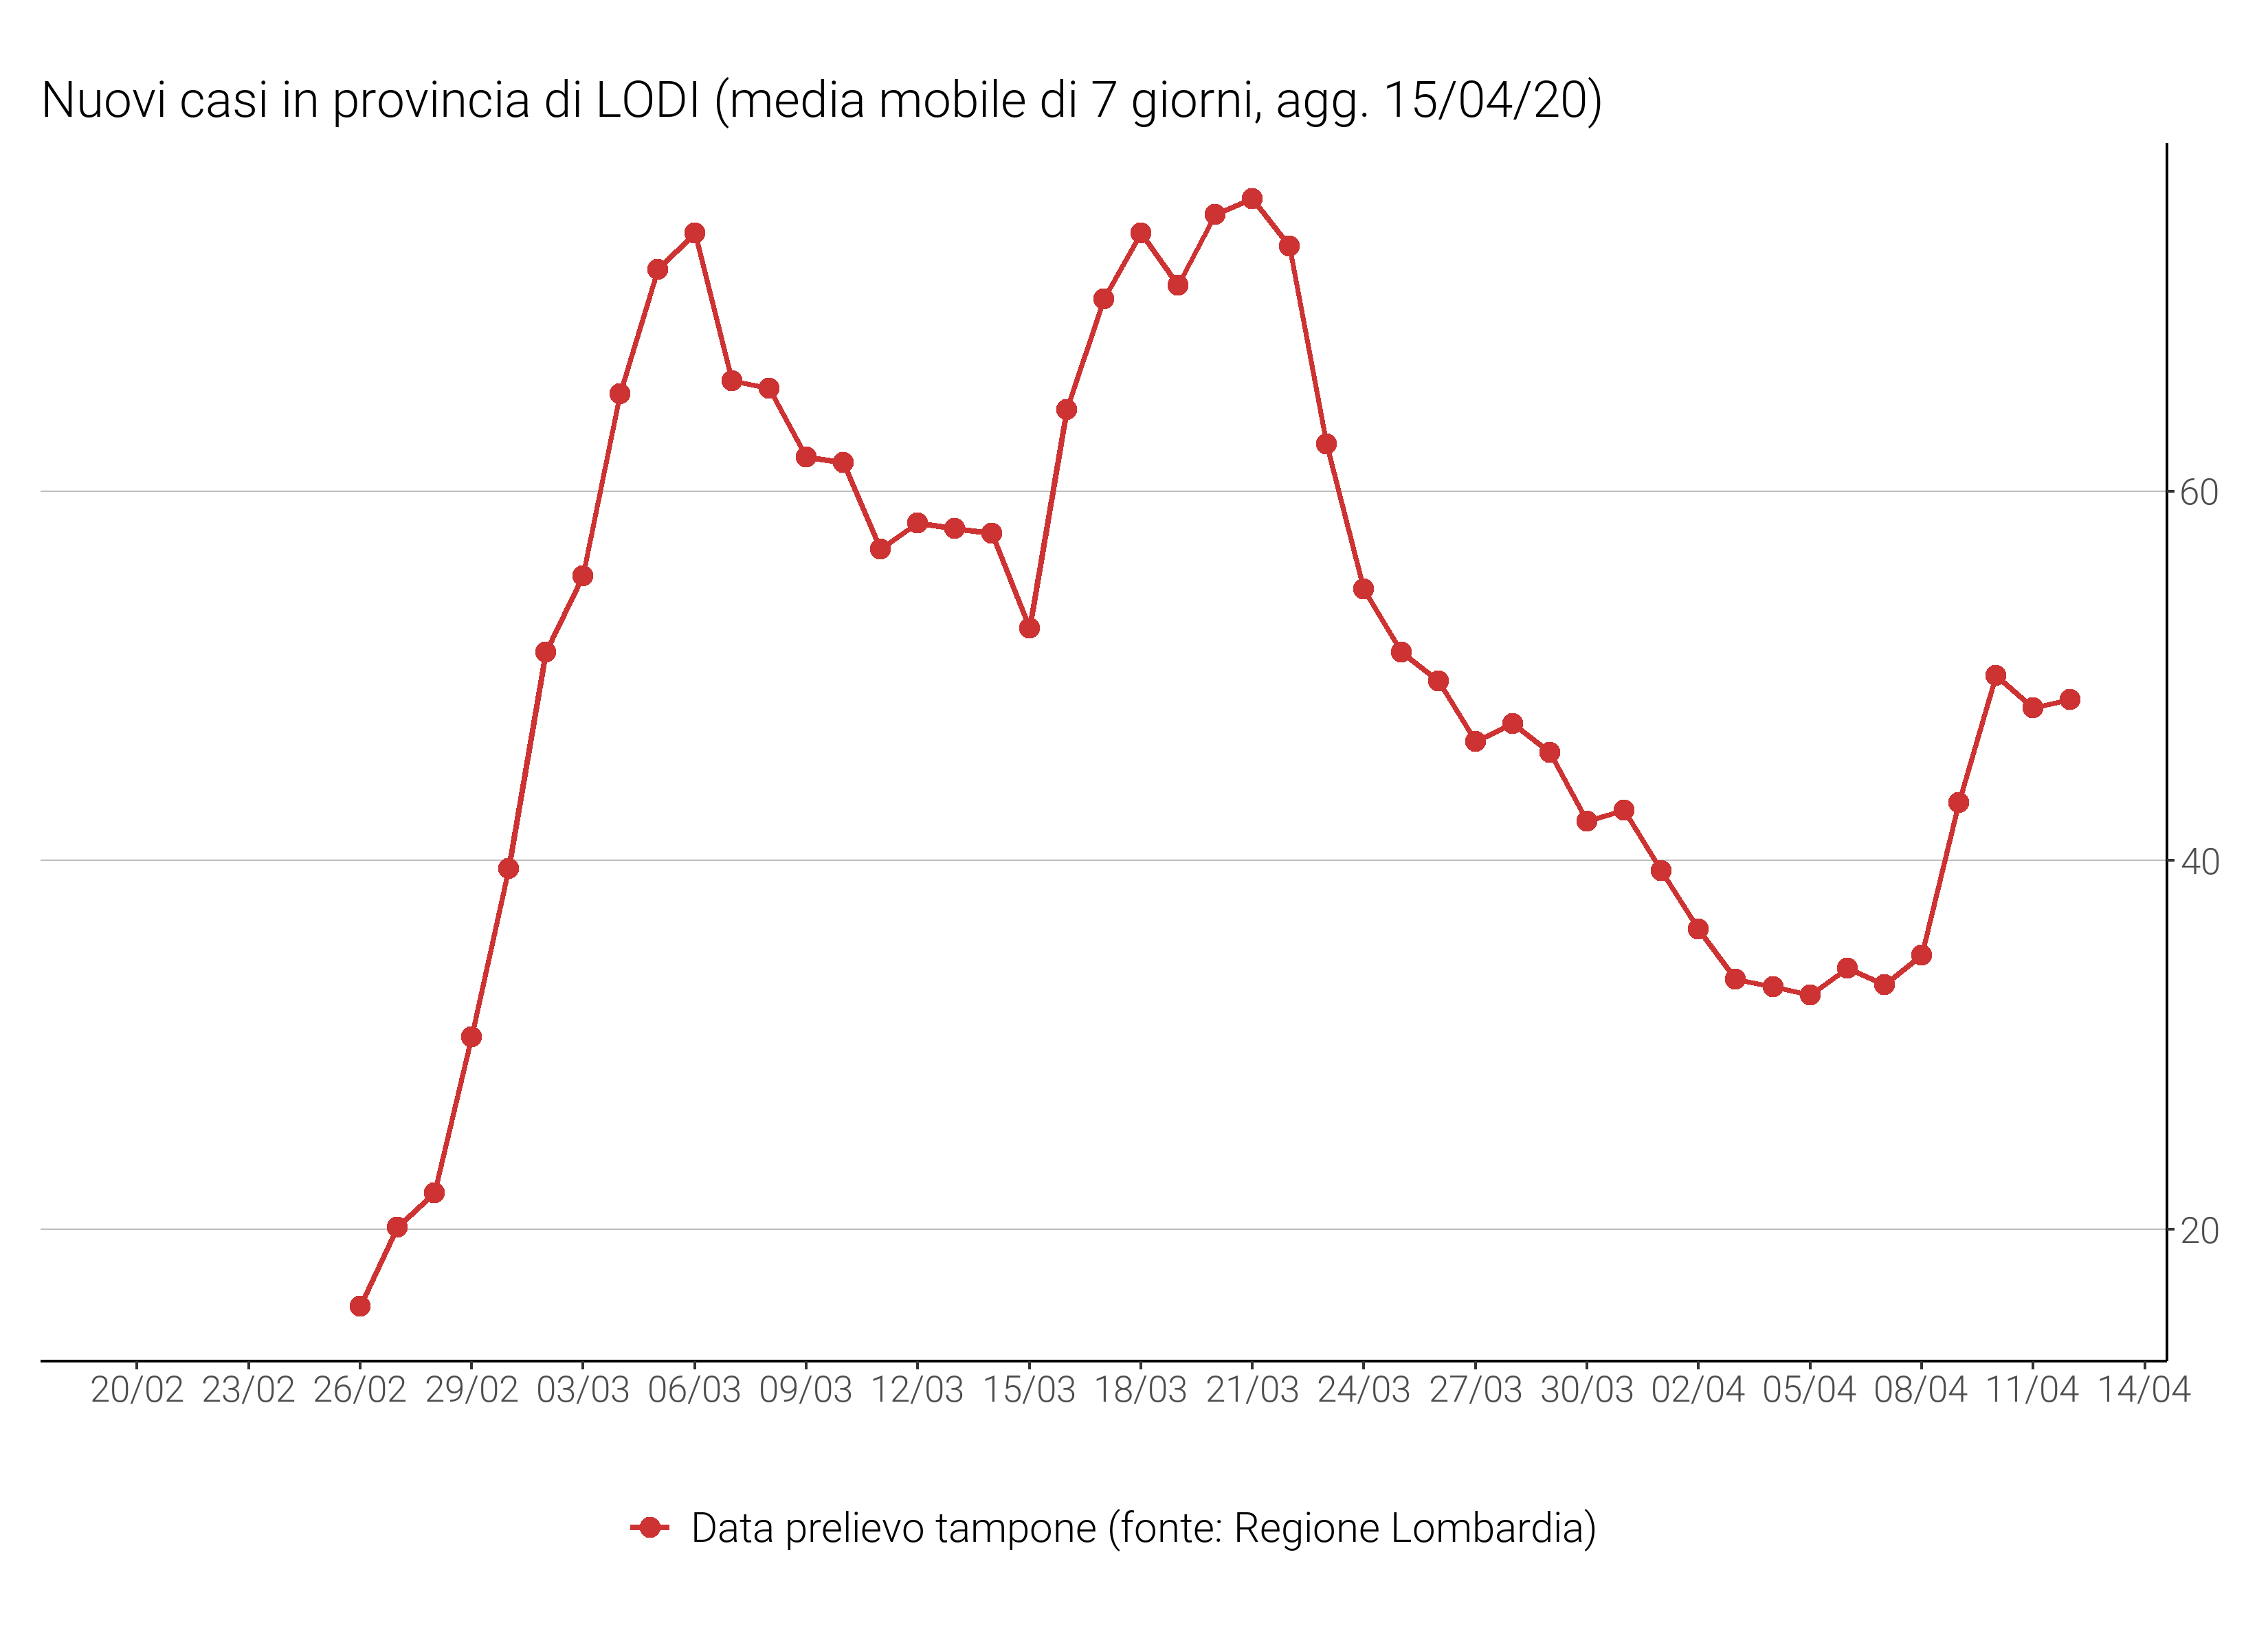 Nuovi casi in provincia di LODI (media mobile di 7 giorni, agg. 15/04/20)
60
40
20
20/02 23/02 26/02 29/02 03/03 06/03 09/03 12/03 15/03 18/03 21/03 24/03 27/03 30/03 02/04 05/04 08/04 11/04 14/04
Data prelievo tampone (fonte: Regione Lombardia)